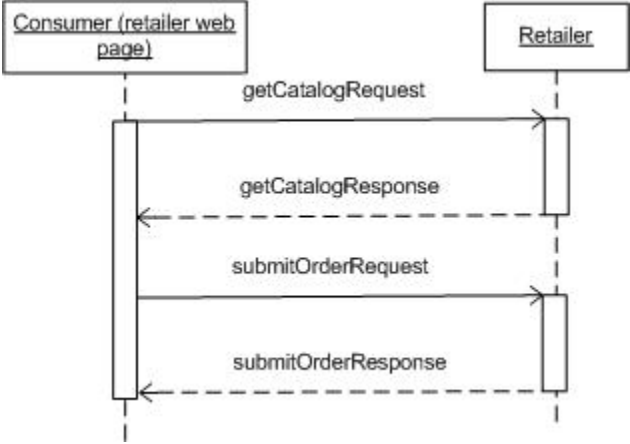 Consumer (retailer web
page)
Retailer
getCatalogRequest
getCatalogResponse
submitOrderRequest
submitOrderResponse